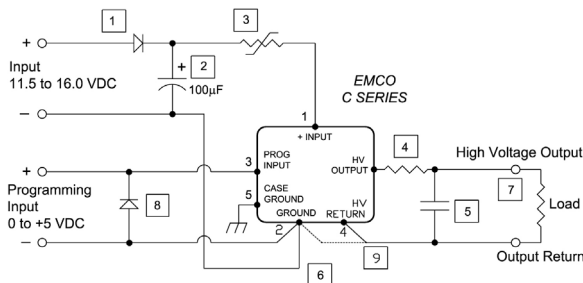 1
3
+
Input
11.5 to 16.0 VDC
−
+
2
100µF
EMCO
C SERIES
1
+ INPUT
+
Programming
Input
0 to +5 VDC
−
8
3
PROG
INPUT
5
CASE
GROUND
GROUND
2
HV
OUTPUT
HV
RETURN
4
6
9
4
High Voltage Output
7
5
Load
Output Return